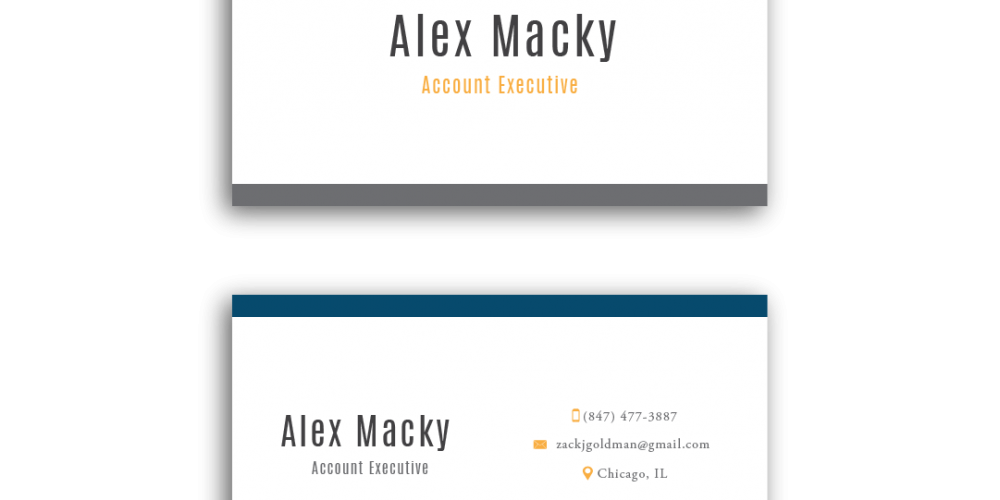 Alex Macky
Account Executive
Alex Macky
Account Executive
(847) 477-3887
zackjgoldman@gmail.com
Chicago, IL